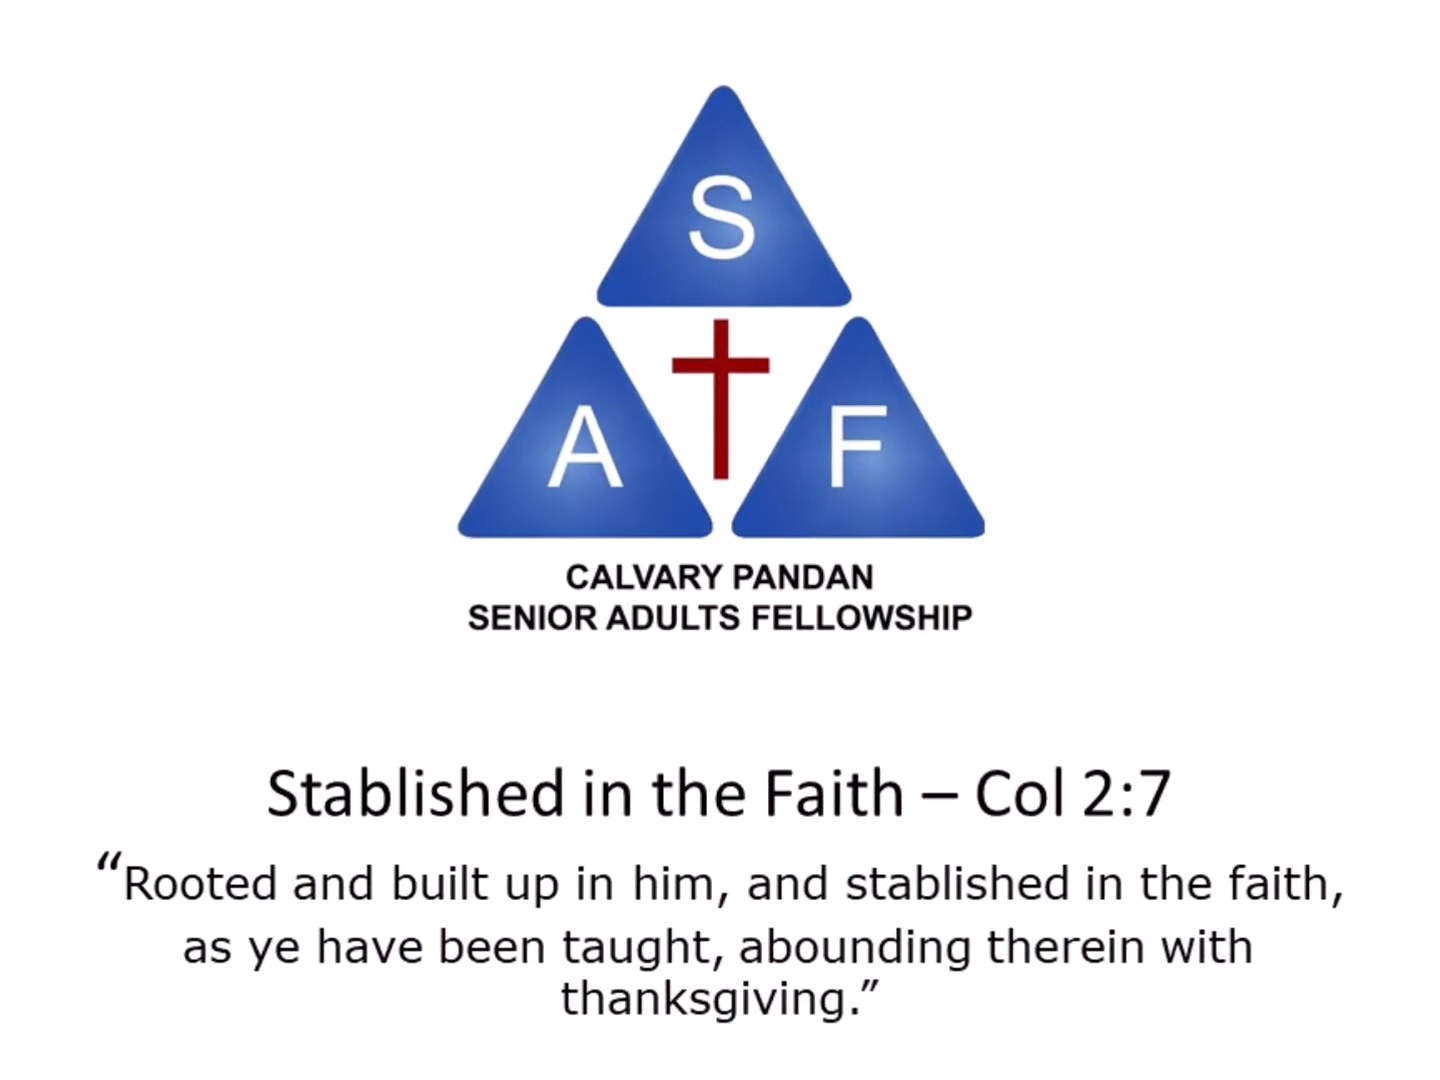 S
A F
CALVARY PANDAN
SENIOR ADULTS FELLOWSHIP
Stablished in the Faith – Col 2:7
“Rooted and built up in him, and stablished in the faith,
as ye have been taught, abounding therein with
thanksgiving.”